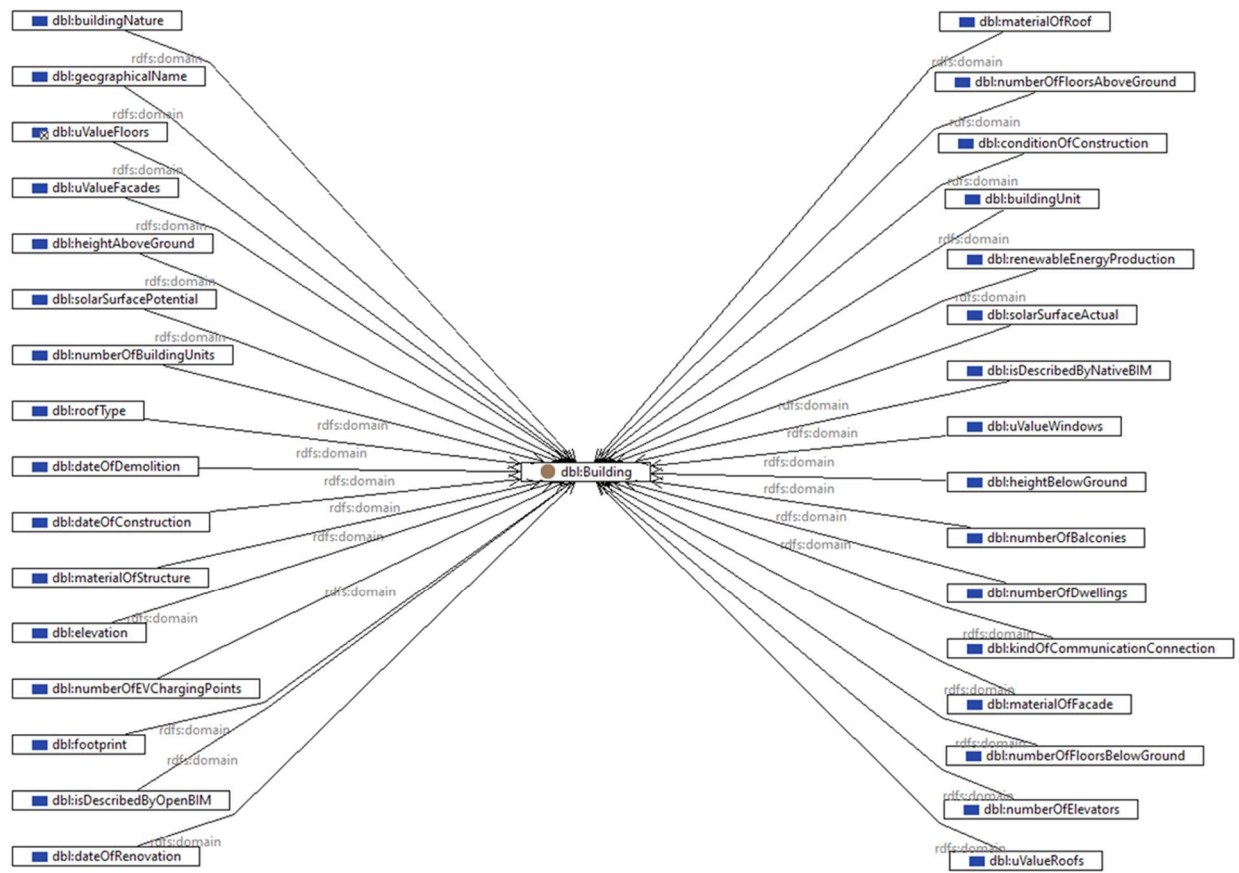 dbl:buildingNature
rdfs:domain
dbl:geographicalName
rdfs:domain
dbl:uValueFloors
rdfs:domain
dbl:uValueFacades
rdfs:domain
dbl:heightAboveGround
rdfs:domain
dbl:solarSurfacePotential
rdfs:domain
dbl:numberOfBuildingUnits
dbl:roofType
rdfs:domain
rdfs:domain
dbl:dateOfDemolition
rdfs:domain
dbl:dateOfConstruction
rdfs:domain
rdfs:domain
dbl:materialOfStructure
rdfs:domain
rdfs:domain
dbl:elevation
dbl:numberOfEVChargingPoints
rdfs:domain
dbl:footprint
rdfs:domain
dbl:isDescribedByOpenBIM
rdfs:domain
dbl:dateOfRenovation
dbl:Building
dbl:materialOfRoof
rdfs:domain
dbl:numberOfFloorsAboveGround
rdfs:domain
dbl:conditionOfConstruction
rdfs:domain
dbl:buildingUnit
rdfs:domain
dbl:renewableEnergyProduction
rdfs:domain
dbl:solarSurfaceActual
dbl:isDescribedByNativeBIM
rdfs:domain
dbl:uValueWindows
rdfs:domain
rdfs:domain
dbl:heightBelowGround
rdfs:domain
dbl:numberOfBalconies
rdfs:domain
dbl:numberOfDwellings
rdfs:domain
dbl:kindOfCommunicationConnection
rdfs:domain
dbl:materialOfFacade
rdfs:domain
dbl:numberOfFloorsBelowGround
rdfs:domain
dbl:numberOfElevators
rdfs:domain
dbl:uValueRoofs